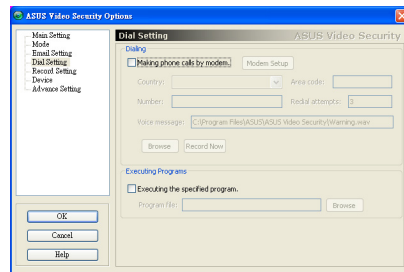 ASUS Video Security Options
Main Setting
Mode
Email Setting
Dial Setting
Record Setting
Device
Advance Setting
OK
Cancel
Help
Dial Setting
ASUS Video Security
Dialing
Making phone calls by modem.
Modem Setup
Country:
Area code:
Number:
Redial attempts: 3
Voice message: C:\Program Files\ASUS\ASUS Video Security\Warning.wav
Browse
Record Now
Executing Programs
Executing the specified program.
Program file:
Browse